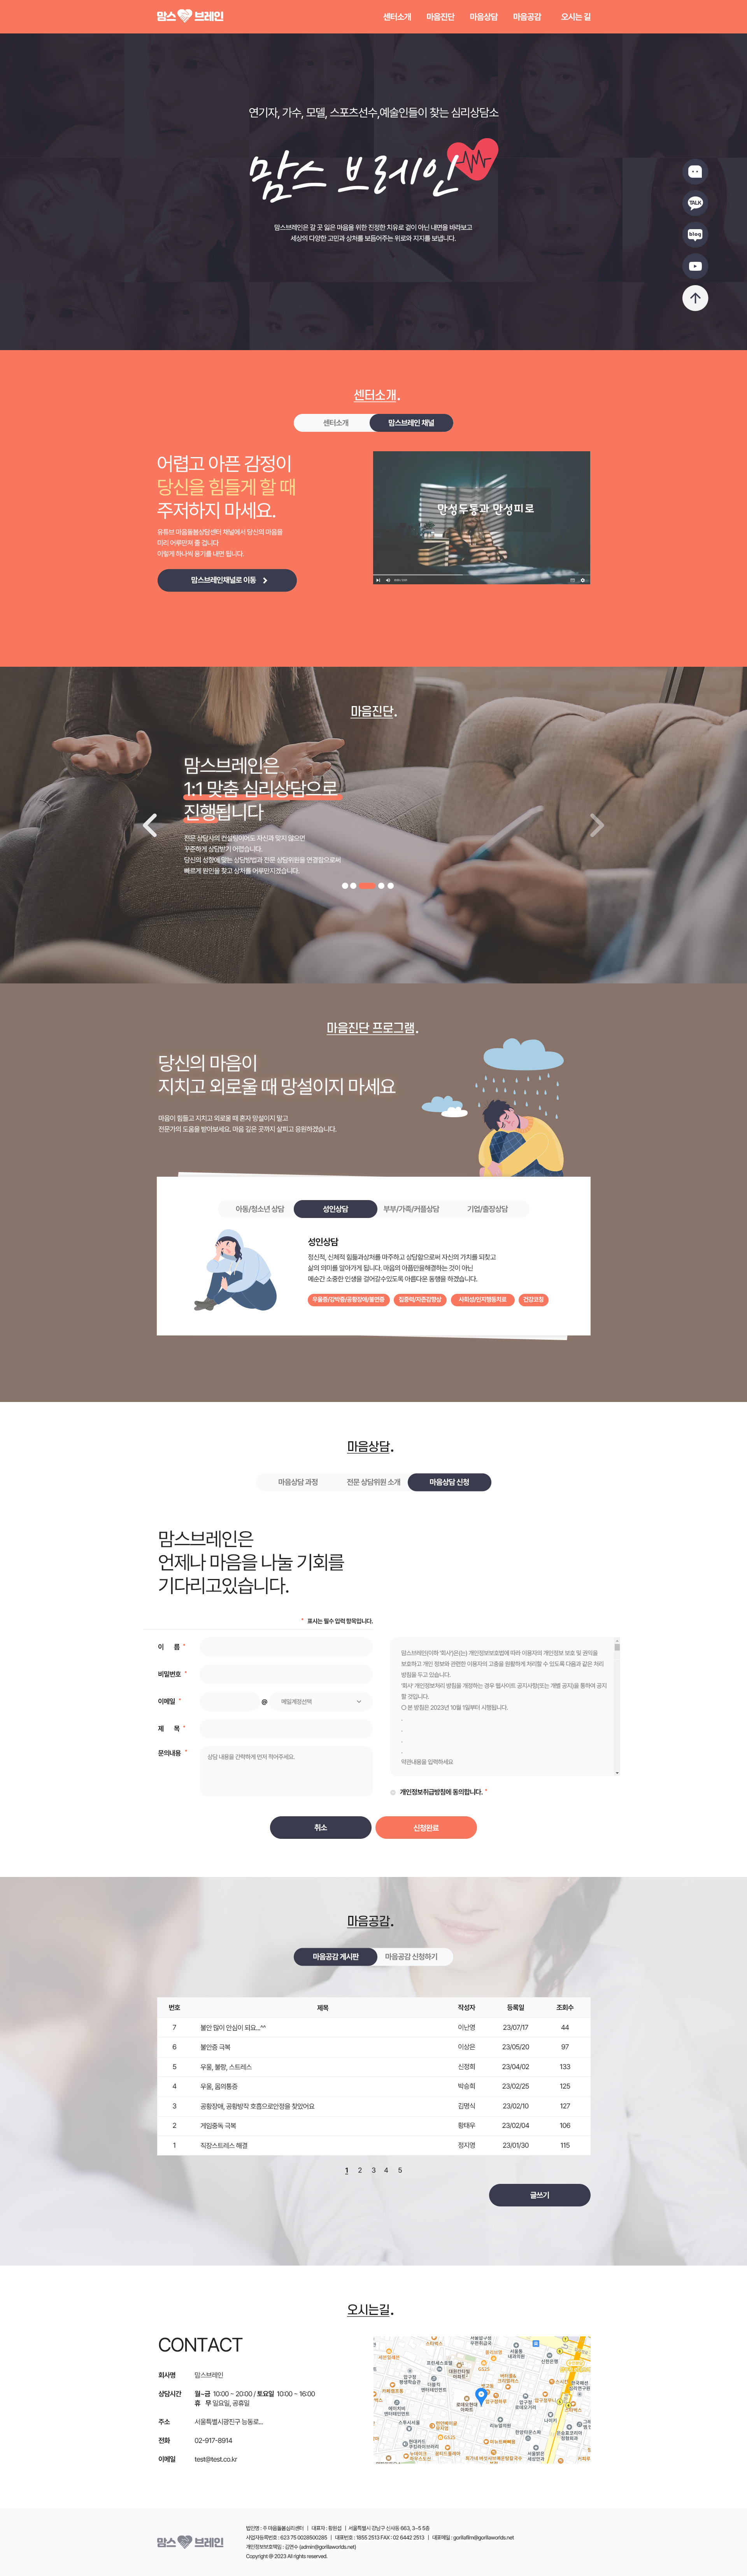 맘스 브레인
센터소개 마음진단 마음상담 마음공감 오시는 길
연기자, 가수, 모델, 스포츠선수,예술인들이 찾는 심리상담소
맘스 브레인
맘스브레인은 갈 곳 잃은 마음을 위한 진정한 치유로 겉이 아닌 내면을 바라보고
세상의 다양한 고민과 상처를 보듬어주는 위로와 지지를 보냅니다.
TALK
blog
센터소개.
센터소개 맘스브레인 채널
어렵고 아픈 감정이
당신을 힘들게 할 때
주저하지 마세요.
유튜브 마음돌봄상담센터 채널에서 당신의 마음을
미리 어루만져 줄 겁니다
이렇게 하나씩 용기를 내면 됩니다.
맘스브레인채널로 이동
만성두통과 만성피로
마음진단.
맘스브레인은
1:1 맞춤 심리상담으로
진행됩니다
전문 상담사의 컨설팅이어도 자신과 맞지 않으면
꾸준하게 상담받기 어렵습니다.
당신의 성향에 맞는 상담방법과 전문 상담위원을 연결함으로써
빠르게 원인을 찾고 상처를 어루만지겠습니다.
마음진단 프로그램.
당신의 마음이
지치고 외로울 때 망설이지 마세요
마음이 힘들고 지치고 외로울 때 혼자 망설이지 말고
전문가의 도움을 받아보세요. 마음 깊은 곳까지 살피고 응원하겠습니다.
아동/청소년 상담 성인상담 부부/가족/커플상담 기업/출장상담
성인상담
정신적, 신체적 힘듦과상처를 마주하고 상담함으로써 자신의 가치를 되찾고
삶의 의미를 알아가게 됩니다. 마음의 아픔만을해결하는 것이 아닌
매순간 소중한 인생을 걸어갈수있도록 아름다운 동행을 하겠습니다.
우울증/강박증/공황장애/불면증 집중력/자존감향상 사회성/인지행동치료 건강코칭
마음상담.
마음상담 과정 전문 상담위원 소개 마음상담 신청
맘스브레인은
언제나 마음을 나눌 기회를
기다리고있습니다.
* 표시는 필수 입력 항목입니다.
이 름 *
비밀번호 *
이메일 * @ 메일계정선택
제 목 *
문의내용 * 상담 내용을 간략하게 먼저 적어주세요.
맘스브레인(이하 '회사')은(는) 개인정보보호법에 따라 이용자의 개인정보 보호 및 권익을
보호하고 개인 정보와 관련한 이용자의 고충을 원활하게 처리할 수 있도록 다음과 같은 처리
방침을 두고 있습니다.
'회사' 개인정보처리 방침을 개정하는 경우 웹사이트 공지사항(또는 개별 공지)을 통하여 공지
할 것입니다.
○ 본 방침은 2023년 10월 1일부터 시행됩니다.
.
.
.
.
약관내용을 입력하세요
개인정보취급방침에 동의합니다. *
취소 신청완료
마음공감.
마음공감 게시판 마음공감 신청하기
번호 제목 작성자 등록일 조회수
7 불안 많이 안심이 되요...^^ 이난영 23/07/17 44
6 불안증 극복 이상은 23/05/20 97
5 우울, 불면, 스트레스 신정희 23/04/02 133
4 우울, 몸의통증 박승희 23/02/25 125
3 공황장애, 공황방작 호흡으로안정을 찾았어요 김명식 23/02/10 127
2 게임중독 극복 황태우 23/02/04 106
1 직장스트레스 해결 정지영 23/01/30 115
1 2 3 4 5
글쓰기
오시는길.
CONTACT
회사명 맘스브레인
상담시간 월~금 10:00 ~ 20:00 / 토요일 10:00 ~ 16:00
휴 무 일요일, 공휴일
주소 서울특별시광진구 능동로...
전화 02-917-8914
이메일 test@test.co.kr
맘스 브레인
법인명 : 주 마음돌봄심리센터 | 대표자 : 황원섭 | 서울특별시 강남구 신사동 663, 3~5 5층
사업자등록번호 : 623 75 0028500285 | 대표번호 : 1855 2513 FAX : 02 6442 2513 | 대표메일 : gorillafilm@gorillaworlds.net
개인정보보호책임 : 김연수 (admin@gorillaworlds.net)
Copyright @ 2023 All rights reserved.